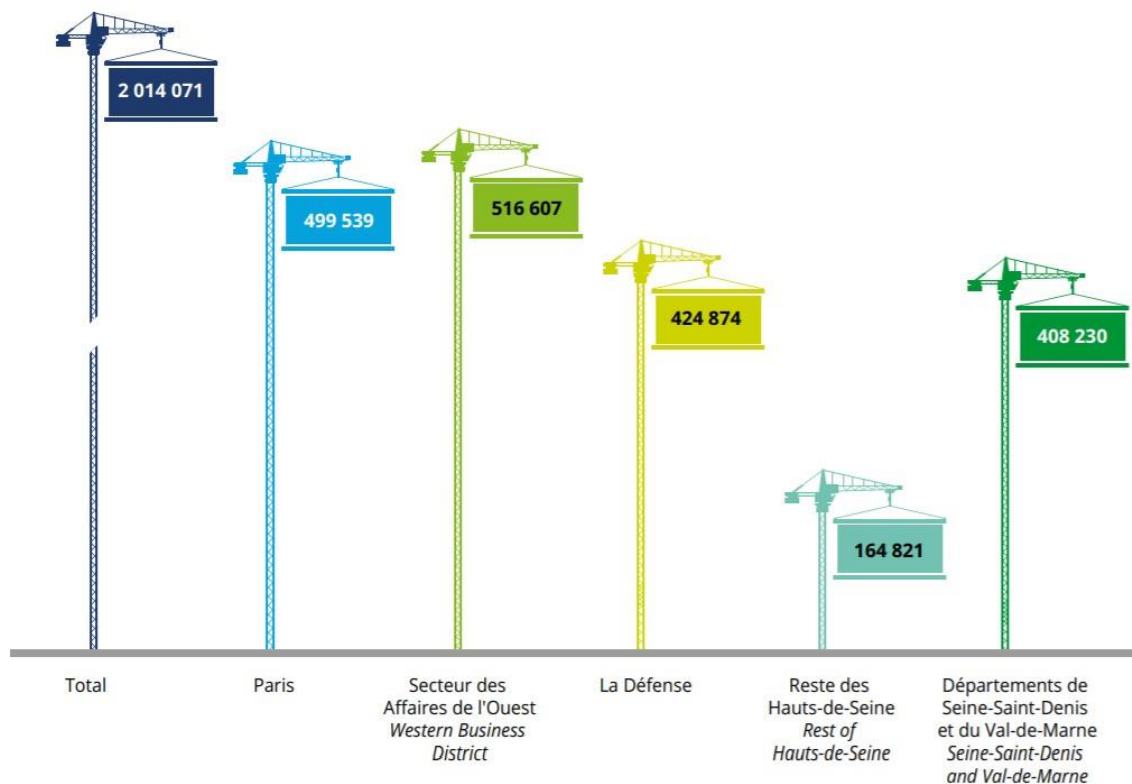 2 014 071
499 539
516 607
424 874
164 821
408 230
Total
Paris
Secteur des
Affaires de l'Ouest
Western Business
District
La Défense
Reste des
Hauts-de-Seine
Rest of
Hauts-de-Seine
Départements de
Seine-Saint-Denis
et du Val-de-Marne
Seine-Saint-Denis
and Val-de-Marne